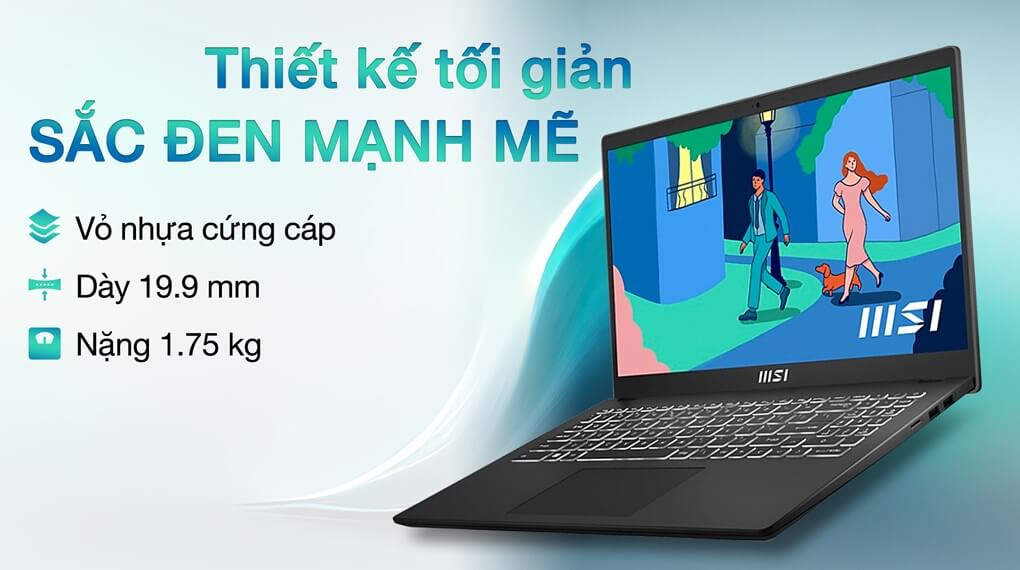 Thiết kế tối giản
SẮC ĐEN MẠNH MẼ
Vỏ nhựa cứng cáp
Dày 19.9 mm
Nặng 1.75 kg
msi
msi